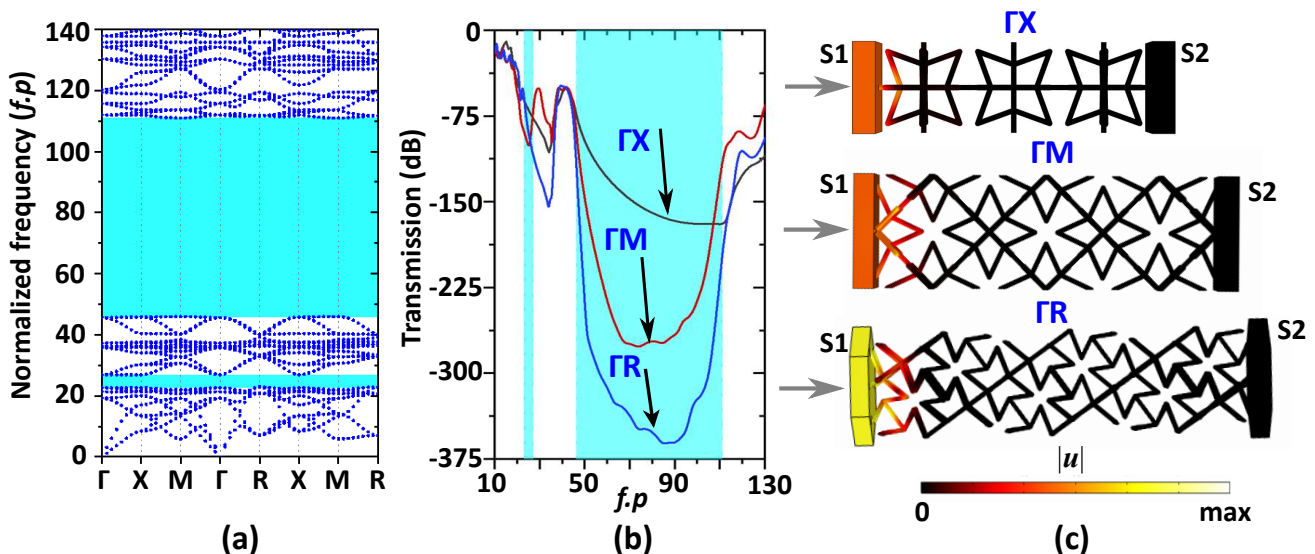 Normalized frequency (f.p)
140
120
100
80
60
40
20
0
Γ X M Γ R X M R
(a)
Transmission (dB)
0
-75
-150
-225
-300
-375
10 50 90 130
f.p
ΓX
ΓM
ΓR
(b)
ΓX
S1 S2
ΓM
S1 S2
ΓR
S1 S2
|u|
0 max
(c)